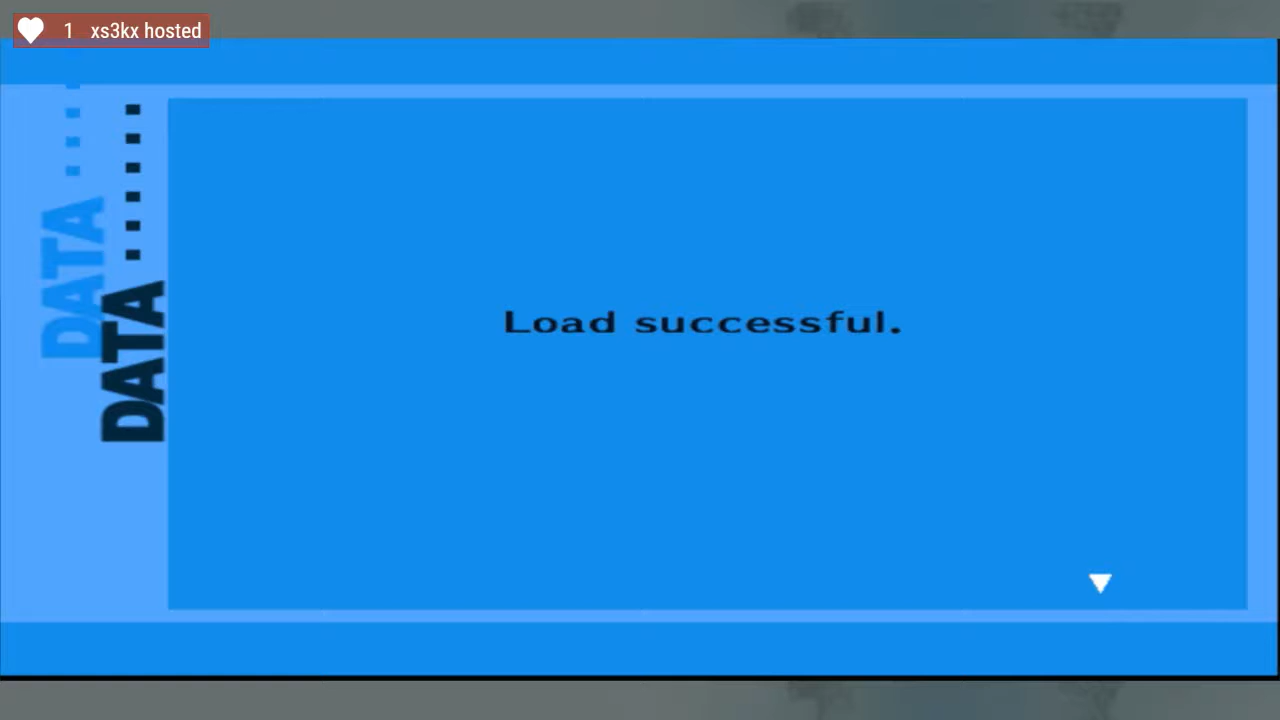 1 xs3kx hosted
DATA ......
DATA ....
Load successful.